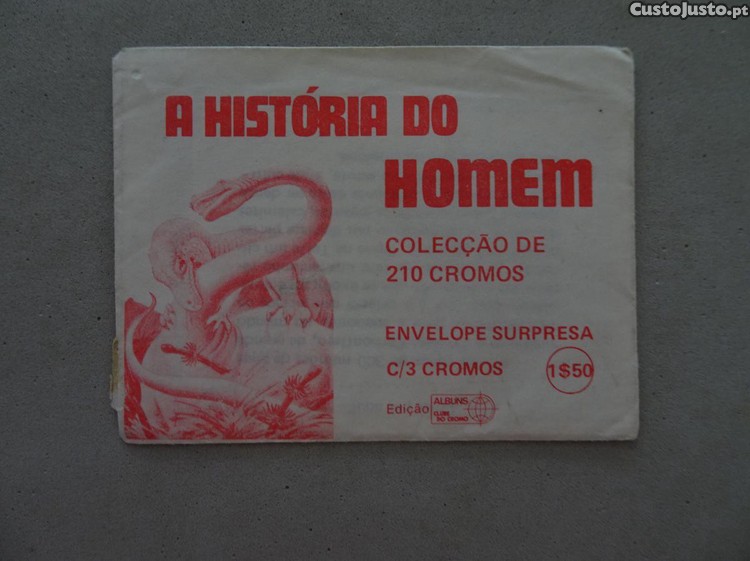 CustoJusto.pt
A HISTÓRIA DO
HOMEM
COLECÇÃO DE
210 CROMOS
ENVELOPE SURPRESA
C/3 CROMOS 1$50
Edição ALBUNS
CLUBE
DO CROMO